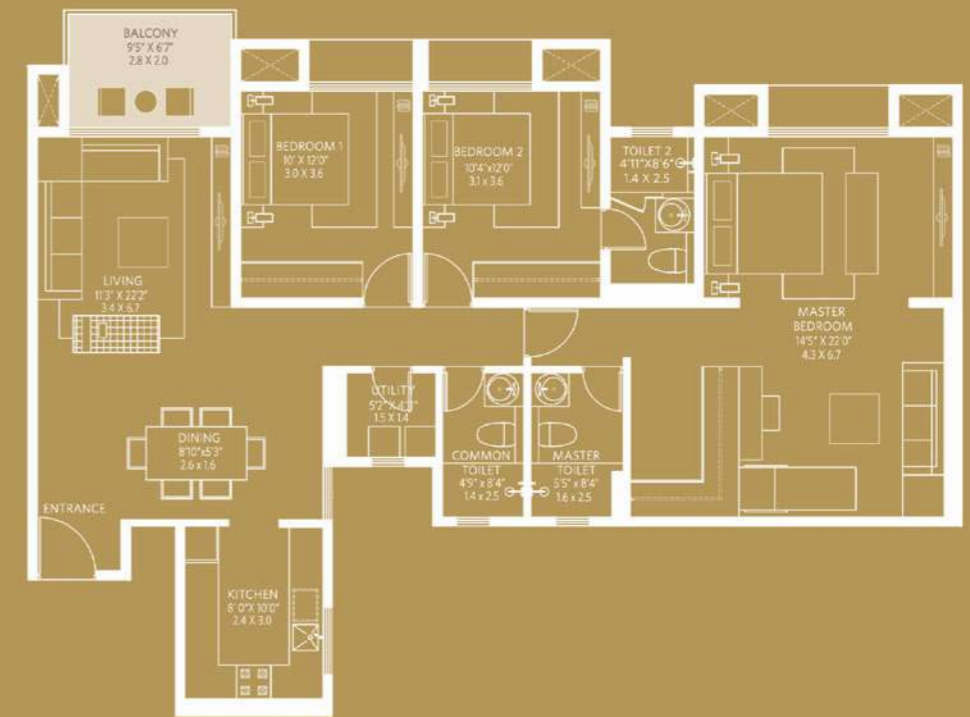 BALCONY
9'5" X 6'7"
2.8 X 2.0
BEDROOM 1
10' X 12'0"
3.0 X 3.6
BEDROOM 2
10'4"x12'0"
3.1 x 3.6
TOILET 2
4'11"X8'6"
1.4 X 2.5
LIVING
11'3" X 22'2"
3.4 X 6.7
MASTER
BEDROOM
14'5" X 22'0"
4.3 X 6.7
UTILITY
1.5 X 1.4
DINING
8'10"x5'3"
2.6 x 1.6
COMMON
TOILET
4'9" x 8'4"
1.4 x 2.5
MASTER
TOILET
5'5" x 8'4"
1.6 x 2.5
ENTRANCE
KITCHEN
8'0"X 10'0"
2.4 X 3.0